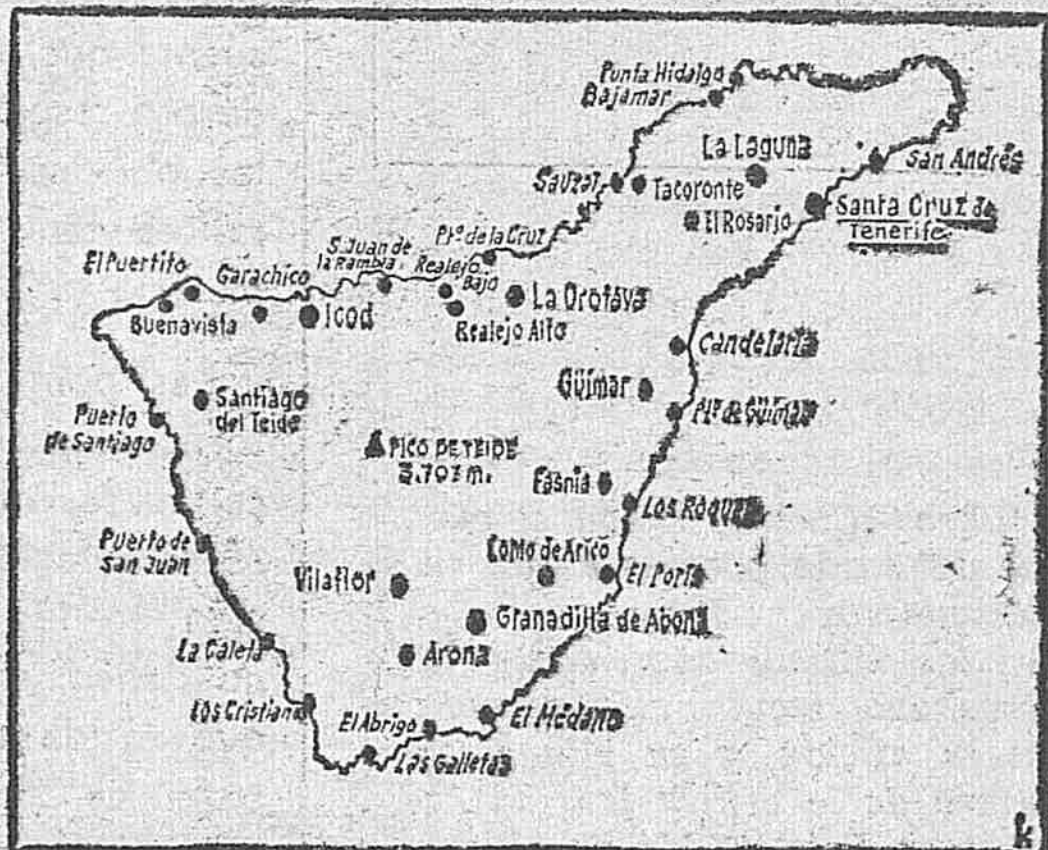 Punta Hidalgo
Bajamar
La Laguna
San Andrés
Sauzal
Tacoronte
El Rosario
Santa Cruz de
Tenerife
Pto. de la Cruz
S. Juan de
la Rambla
Realejo
Bajo
El Puertito
Garachico
La Orotava
Buenavista
Icod
Realejo Alto
Candelaria
Güimar
Santiago
del Teide
Puerto
de Santiago
Pto. de Güimar
PICO DE TEIDE
3.707 m.
Fasnia
Los Roques
Puerto de
San Juan
Lomo de Arico
El Porís
Vilaflor
Granadilla de Abona
La Caleta
Arona
Los Cristianos
El Abrigo
El Médano
Las Galletas
k